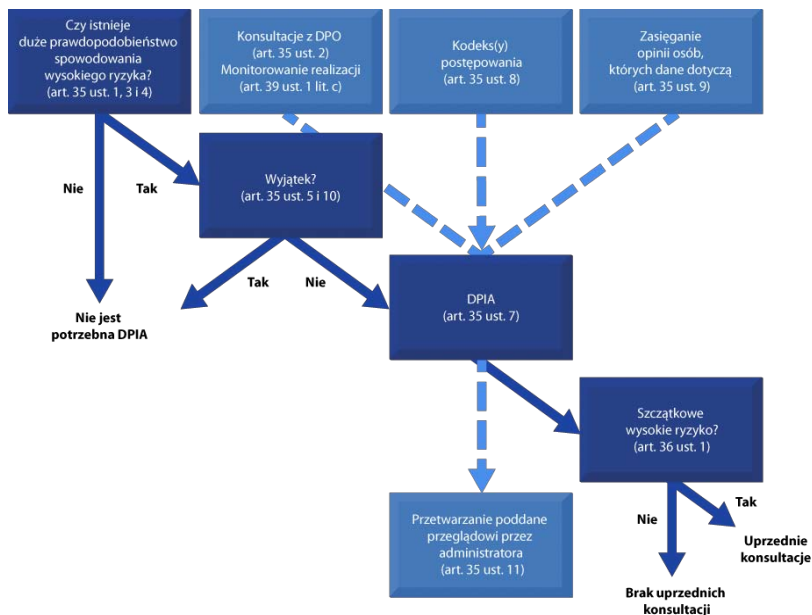 Czy istnieje
duże prawdopodobieństwo
spowodowania
wysokiego ryzyka?
(art. 35 ust. 1, 3 i 4)
Konsultacje z DPO
(art. 35 ust. 2)
Monitorowanie realizacji
(art. 39 ust. 1 lit. c)
Kodeks(y)
postępowania
(art. 35 ust. 8)
Zasięganie
opinii osób,
których dane dotyczą
(art. 35 ust. 9)
Nie
Tak
Wyjątek?
(art. 35 ust. 5 i 10)
Tak
Nie
Nie jest
potrzebna DPIA
DPIA
(art. 35 ust. 7)
Szczątkowe
wysokie ryzyko?
(art. 36 ust. 1)
Przetwarzanie poddane
przeglądowi przez
administratora
(art. 35 ust. 11)
Nie
Tak
Uprzednie
konsultacje
Brak uprzednich
konsultacji